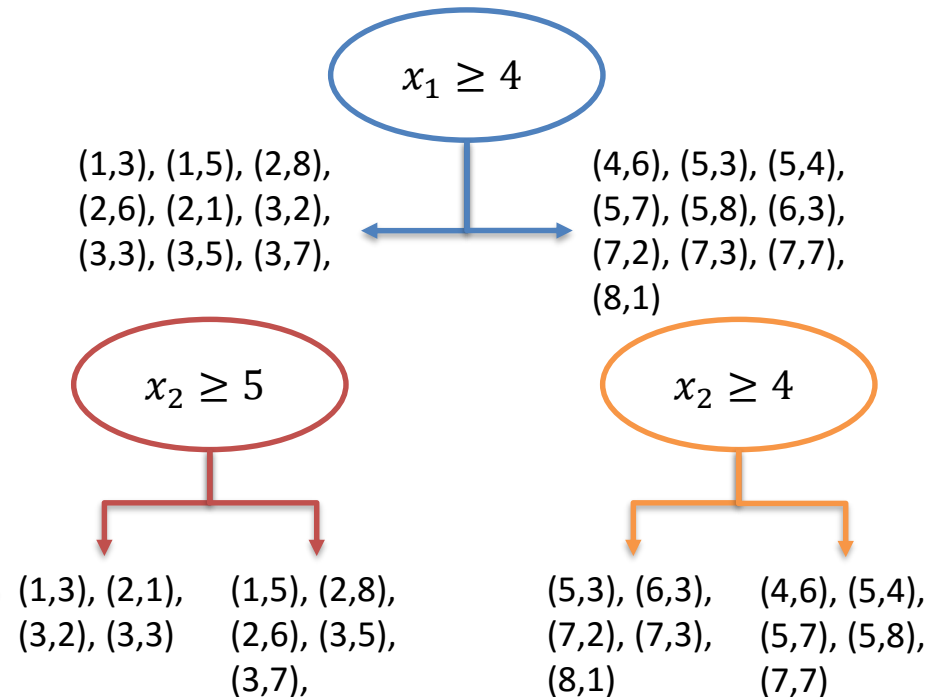 x₁ ≥ 4
(1,3), (1,5), (2,8),
(2,6), (2,1), (3,2),
(3,3), (3,5), (3,7),
(4,6), (5,3), (5,4),
(5,7), (5,8), (6,3),
(7,2), (7,3), (7,7),
(8,1)
x₂ ≥ 5
x₂ ≥ 4
(1,3), (2,1),
(3,2), (3,3)
(1,5), (2,8),
(2,6), (3,5),
(3,7),
(5,3), (6,3),
(7,2), (7,3),
(8,1)
(4,6), (5,4),
(5,7), (5,8),
(7,7)